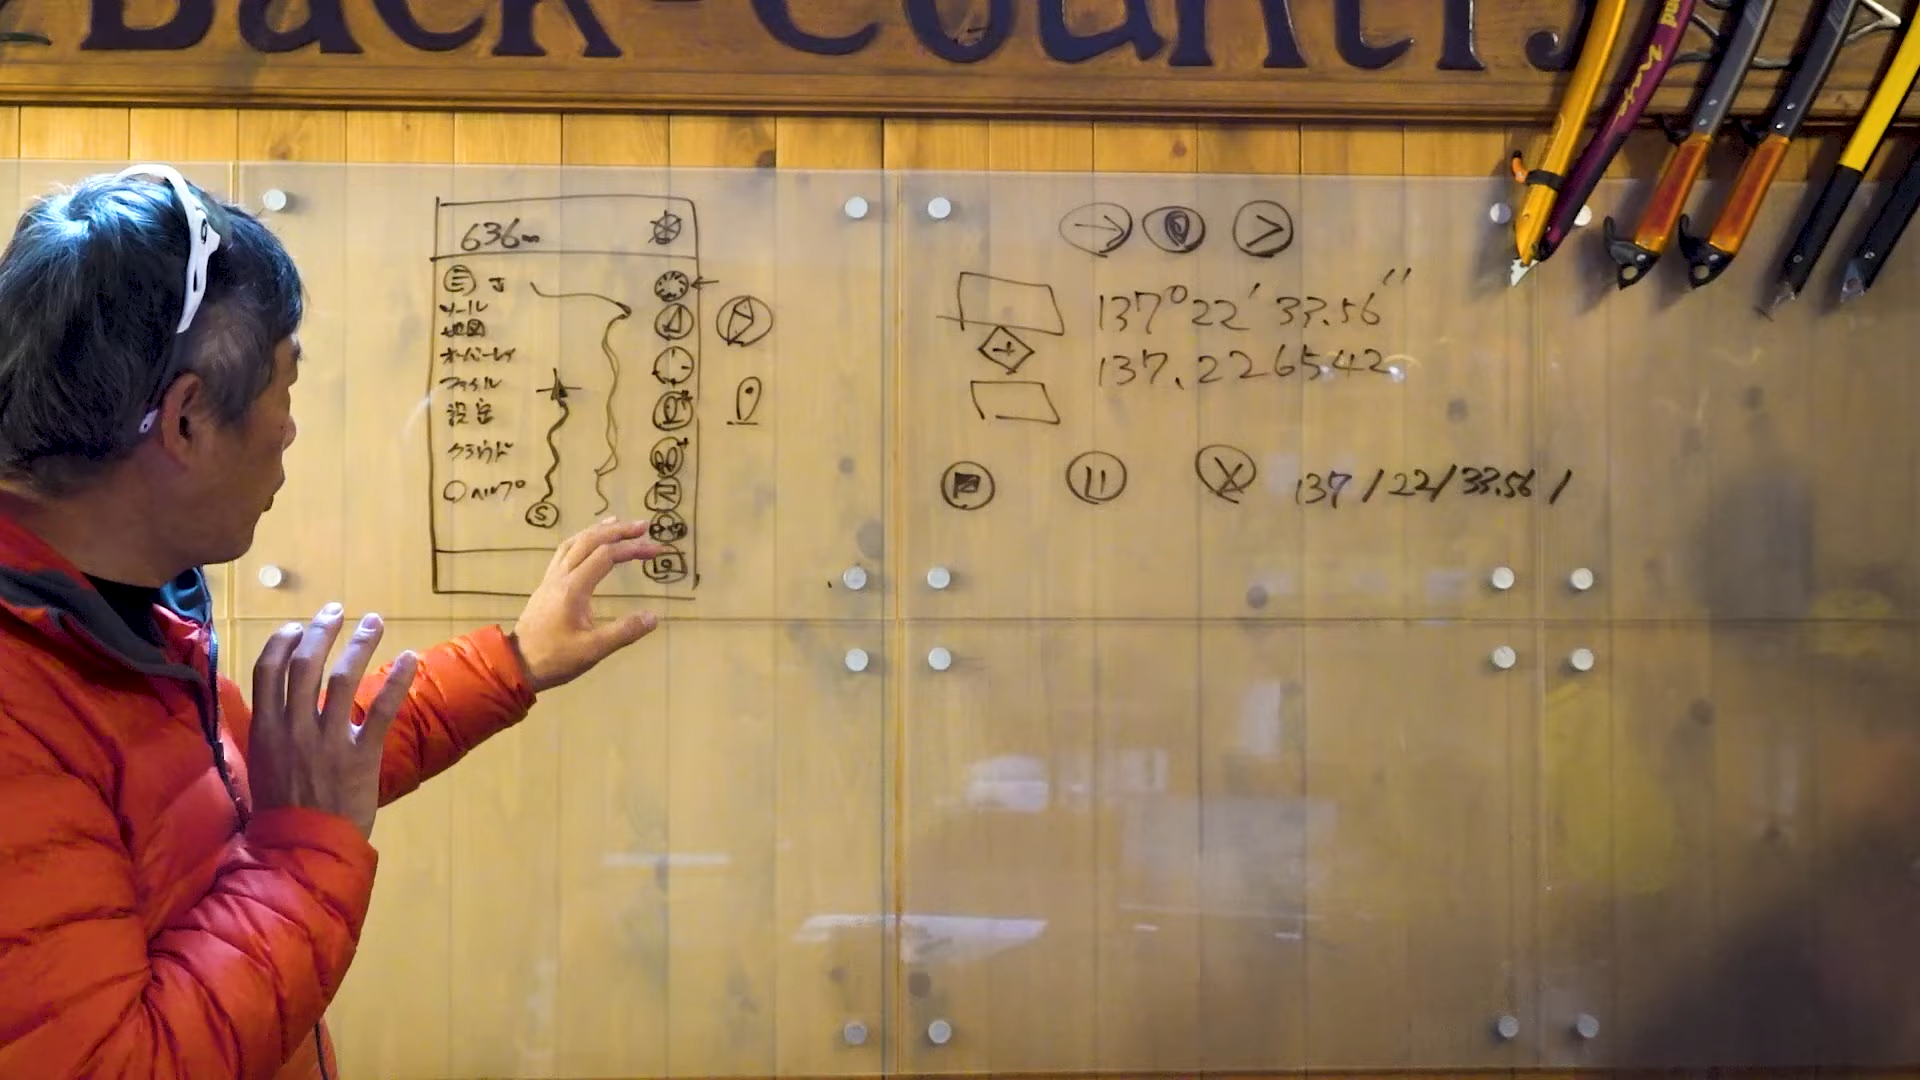 Back-Country
636m
ツール
地図
オーバーレイ
ファイル
設定
クラウド
ヘルプ
S
137°22′33.56″
137.226542
137/22/33.56/